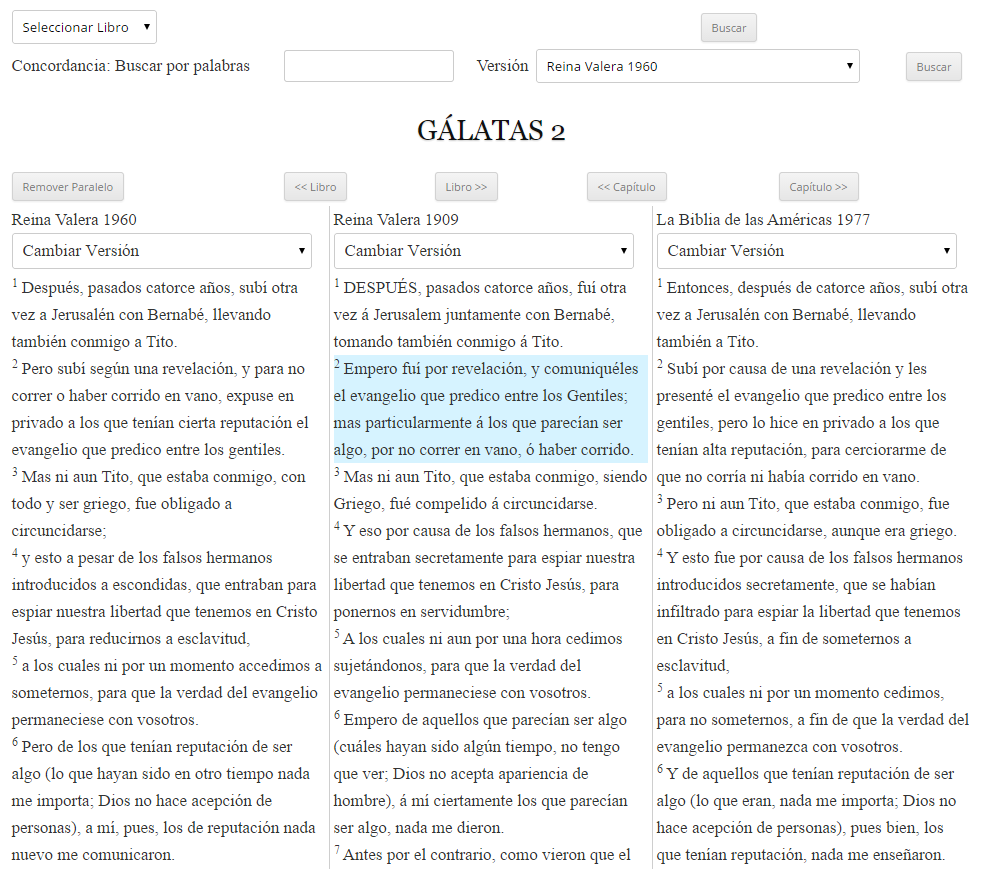 Seleccionar Libro
Buscar
Concordancia: Buscar por palabras
Versión
Reina Valera 1960
Buscar
GÁLATAS 2
Remover Paralelo
<< Libro
Libro >>
<< Capítulo
Capítulo >>
Reina Valera 1960
Cambiar Versión
1 Después, pasados catorce años, subí otra
vez a Jerusalén con Bernabé, llevando
también conmigo a Tito.
2 Pero subí según una revelación, y para no
correr o haber corrido en vano, expuse en
privado a los que tenían cierta reputación el
evangelio que predico entre los gentiles.
3 Mas ni aun Tito, que estaba conmigo, con
todo y ser griego, fue obligado a
circuncidarse;
4 y esto a pesar de los falsos hermanos
introducidos a escondidas, que entraban para
espiar nuestra libertad que tenemos en Cristo
Jesús, para reducirnos a esclavitud,
5 a los cuales ni por un momento accedimos a
someternos, para que la verdad del evangelio
permaneciese con vosotros.
6 Pero de los que tenían reputación de ser
algo (lo que hayan sido en otro tiempo nada
me importa; Dios no hace acepción de
personas), a mí, pues, los de reputación nada
nuevo me comunicaron.
Reina Valera 1909
Cambiar Versión
1 DESPUÉS, pasados catorce años, fuí otra
vez á Jerusalem juntamente con Bernabé,
tomando también conmigo á Tito.
2 Empero fuí por revelación, y comuniquéles
el evangelio que predico entre los Gentiles;
mas particularmente á los que parecían ser
algo, por no correr en vano, ó haber corrido.
3 Mas ni aun Tito, que estaba conmigo, siendo
Griego, fué compelido á circuncidarse.
4 Y eso por causa de los falsos hermanos, que
se entraban secretamente para espiar nuestra
libertad que tenemos en Cristo Jesús, para
ponernos en servidumbre;
5 A los cuales ni aun por una hora cedimos
sujetándonos, para que la verdad del
evangelio permaneciese con vosotros.
6 Empero de aquellos que parecían ser algo
(cuáles hayan sido algún tiempo, no tengo
que ver; Dios no acepta apariencia de
hombre), á mí ciertamente los que parecían
ser algo, nada me dieron.
7 Antes por el contrario, como vieron que el
La Biblia de las Américas 1977
Cambiar Versión
1 Entonces, después de catorce años, subí otra
vez a Jerusalén con Bernabé, llevando
también a Tito.
2 Subí por causa de una revelación y les
presenté el evangelio que predico entre los
gentiles, pero lo hice en privado a los que
tenían alta reputación, para cerciorarme de
que no corría ni había corrido en vano.
3 Pero ni aun Tito, que estaba conmigo, fue
obligado a circuncidarse, aunque era griego.
4 Y esto fue por causa de los falsos hermanos
introducidos secretamente, que se habían
infiltrado para espiar la libertad que tenemos
en Cristo Jesús, a fin de someternos a
esclavitud,
5 a los cuales ni por un momento cedimos,
para no someternos, a fin de que la verdad del
evangelio permanezca con vosotros.
6 Y de aquellos que tenían reputación de ser
algo (lo que eran, nada me importa; Dios no
hace acepción de personas), pues bien, los
que tenían reputación, nada me enseñaron.